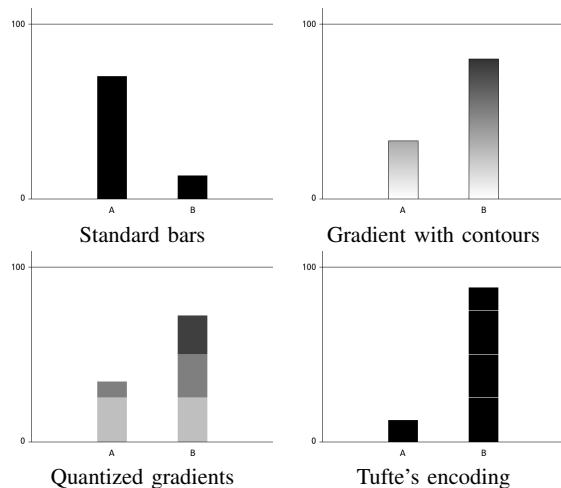 100
0
A B
Standard bars
100
0
A B
Gradient with contours
100
0
A B
Quantized gradients
100
0
A B
Tufte's encoding